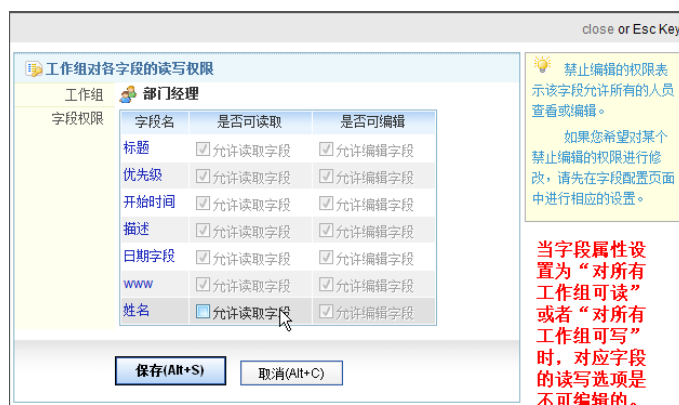 close or Esc Key
工作组对各字段的读写权限
工作组 部门经理
字段权限 字段名 是否可读取 是否可编辑
标题 允许读取字段 允许编辑字段
优先级 允许读取字段 允许编辑字段
开始时间 允许读取字段 允许编辑字段
描述 允许读取字段 允许编辑字段
日期字段 允许读取字段 允许编辑字段
www 允许读取字段 允许编辑字段
姓名 允许读取字段 允许编辑字段
保存(Alt+S) 取消(Alt+C)
禁止编辑的权限表
示该字段允许所有的人员
查看或编辑。
如果您希望对某个
禁止编辑的权限进行修
改，请先在字段配置页面
中进行相应的设置。
当字段属性设
置为“对所有
工作组可读”
或者“对所有
工作组可写”
时，对应字段
的读写选项是
不可编辑的。